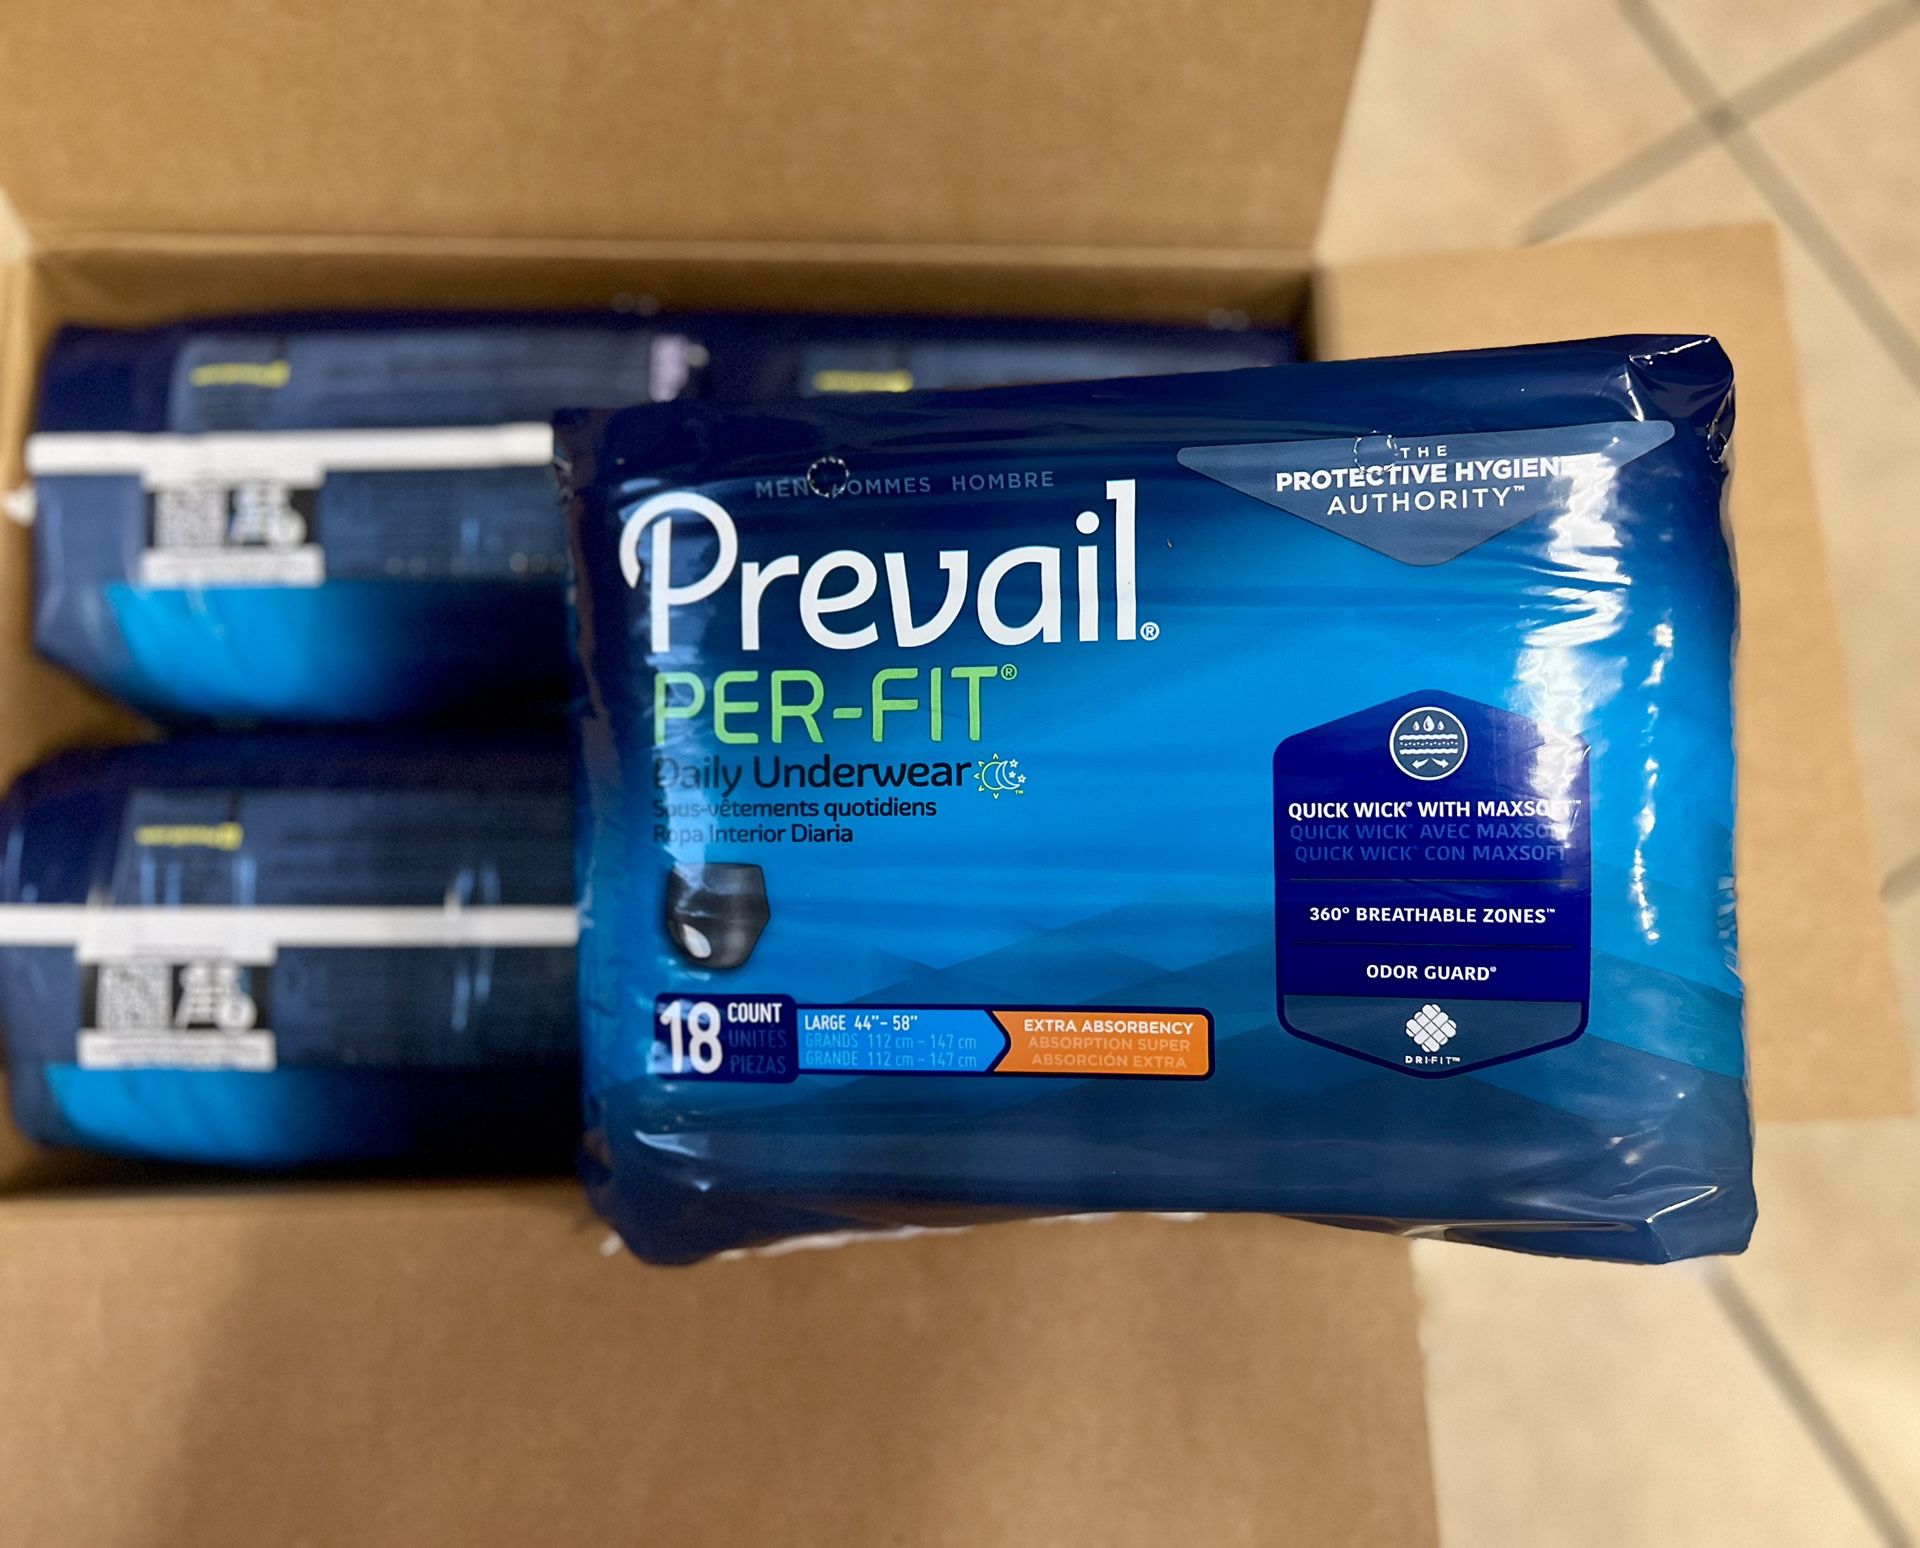 MEN HOMMES HOMBRE
Prevail®
PER-FIT®
Daily Underwear
™
Sous-vêtements quotidiens
Ropa Interior Diaria
18 COUNT
UNITÉS
PIEZAS
LARGE 44”- 58”
GRANDS 112 cm - 147 cm
GRANDE 112 cm - 147 cm
EXTRA ABSORBENCY
ABSORPTION SUPER
ABSORCIÓN EXTRA
THE
PROTECTIVE HYGIENE
AUTHORITY™
QUICK WICK® WITH MAXSOFT™
QUICK WICK® AVEC MAXSOFT
QUICK WICK® CON MAXSOFT
360° BREATHABLE ZONES™
ODOR GUARD®
DRI-FIT™